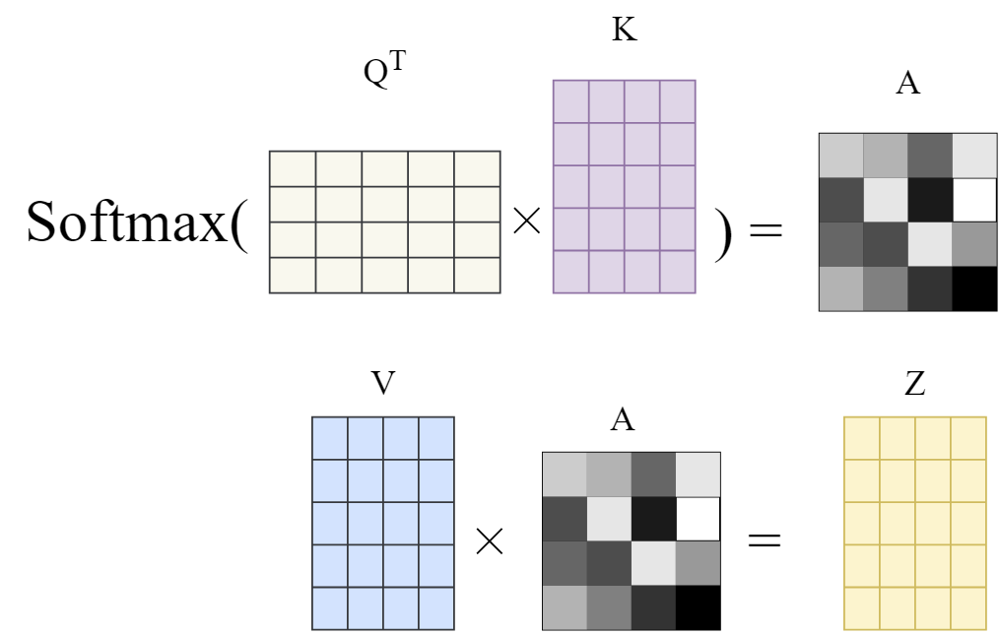 K
Q^T
A
Softmax( × ) =
V
Z
A
× =